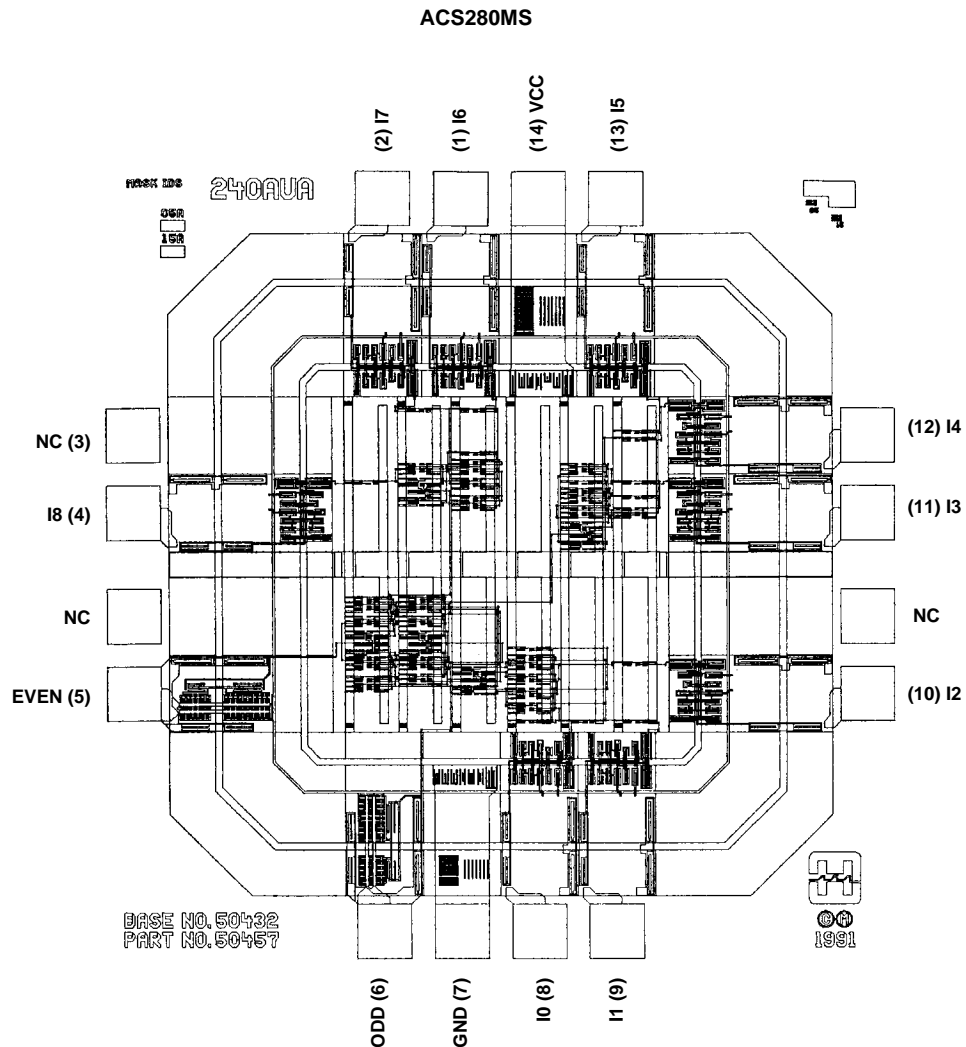 ACS280MS
(2) I7
(1) I6
(14) VCC
(13) I5
MASK IDS
240AUA
05A
15A
NC (3)
(12) I4
I8 (4)
(11) I3
NC
NC
EVEN (5)
(10) I2
BASE NO. 50432
PART NO. 50457
1991
ODD (6)
GND (7)
I0 (8)
I1 (9)